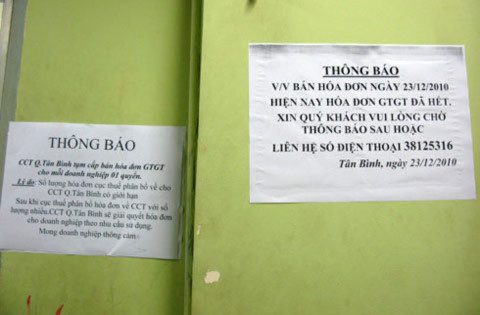 THÔNG BÁO
CCT Q.Tân Bình tạm cấp bán hóa đơn GTGT
cho mỗi doanh nghiệp 01 quyển.
Lý do: Số lượng hóa đơn cục thuế phân bổ về cho
CCT Q.Tân Bình có giới hạn
Sau khi cục thuế phân bổ hóa đơn về CCT với số
lượng nhiều.CCT Q.Tân Bình sẽ giải quyết hóa đơn
cho doanh nghiệp theo nhu cầu sử dụng.
Mong doanh nghiệp thông cảm
THÔNG BÁO
V/V BÁN HÓA ĐƠN NGÀY 23/12/2010
HIỆN NAY HÓA ĐƠN GTGT ĐÃ HẾT.
XIN QUÝ KHÁCH VUI LÒNG CHỜ
THÔNG BÁO SAU HOẶC
LIÊN HỆ SỐ ĐIỆN THOẠI 38125316
Tân Bình, ngày 23/12/2010